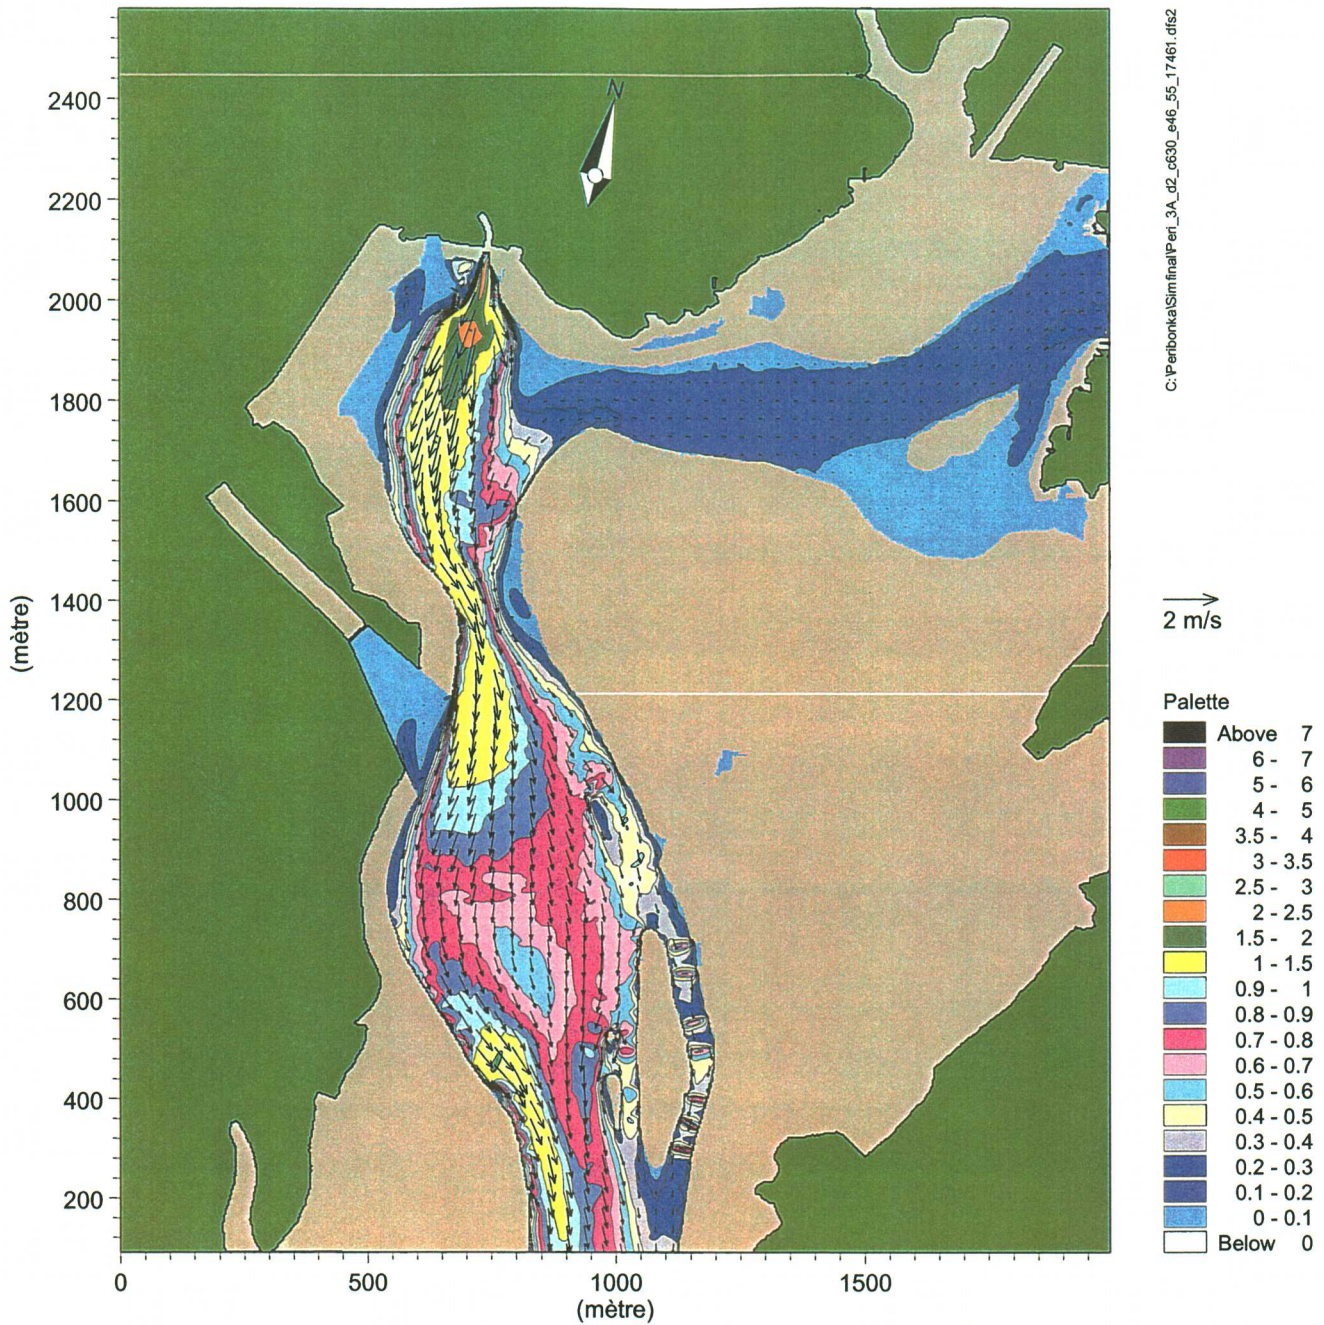 N
2400
2200
2000
1800
1600
1400
1200
1000
800
600
400
200
(mètre)
0
500
1000
1500
(mètre)
C:\Peribonka\Simfinal\Peri_3A_d2_c630_e46_55_17461.dfs2
2 m/s
Palette
Above 7
6 - 7
5 - 6
4 - 5
3.5 - 4
3 - 3.5
2.5 - 3
2 - 2.5
1.5 - 2
1 - 1.5
0.9 - 1
0.8 - 0.9
0.7 - 0.8
0.6 - 0.7
0.5 - 0.6
0.4 - 0.5
0.3 - 0.4
0.2 - 0.3
0.1 - 0.2
0 - 0.1
Below 0